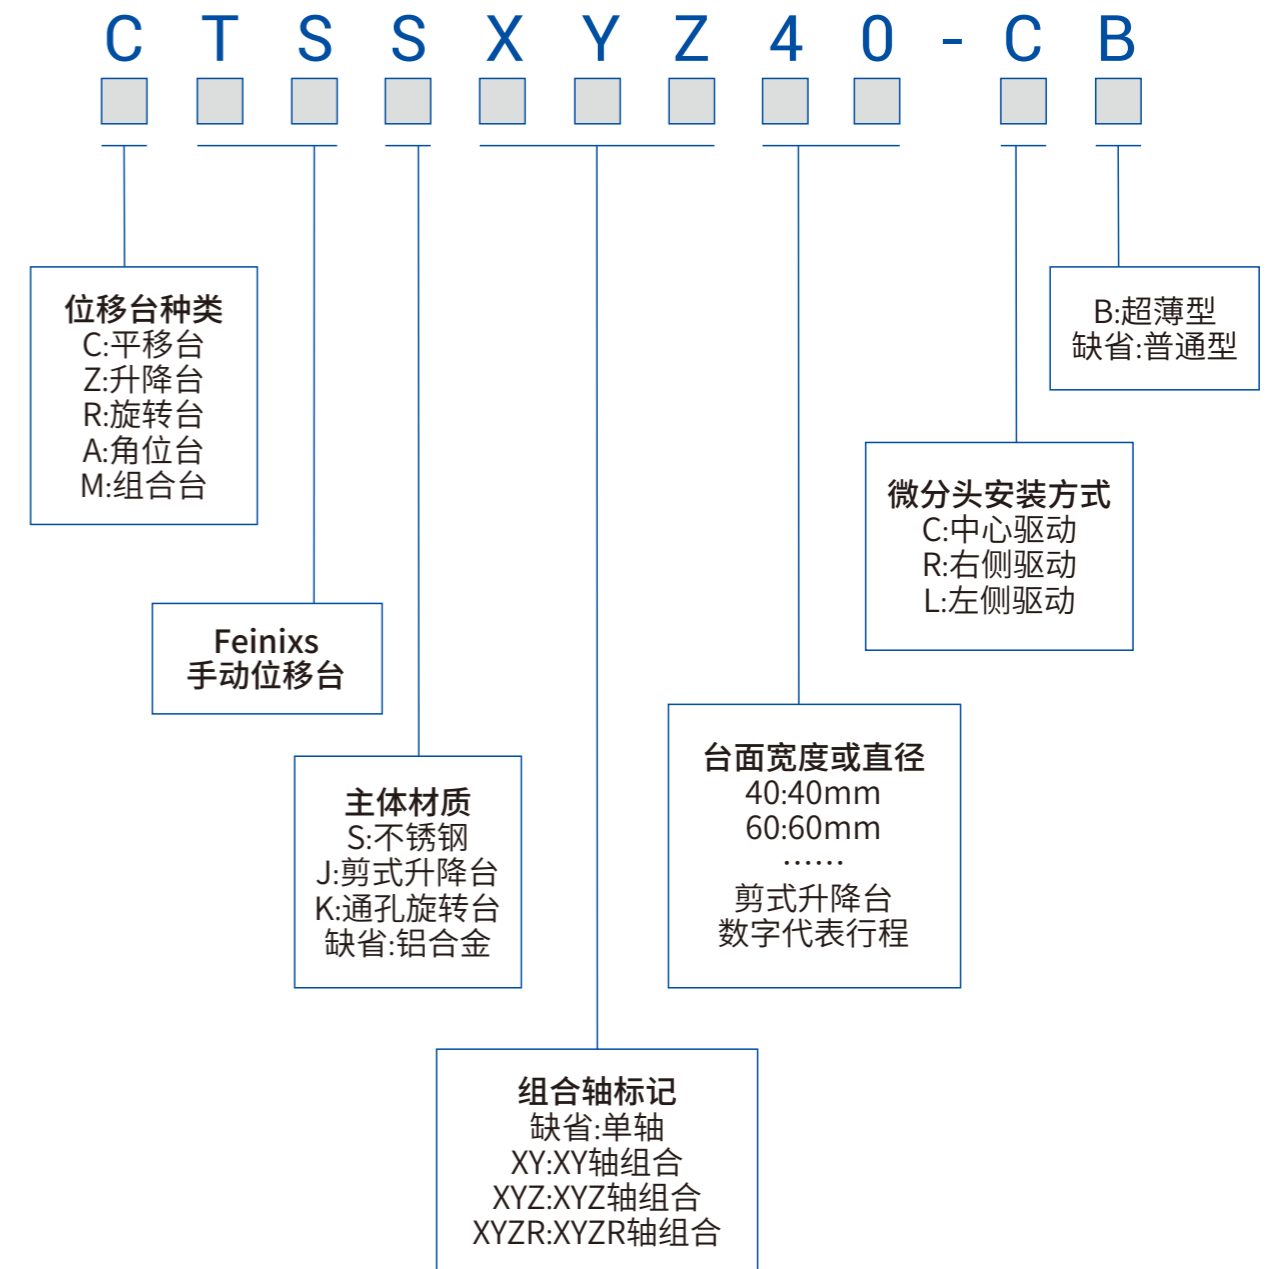 CTSSXYZ40-CB
位移台种类
C:平移台
Z:升降台
R:旋转台
A:角位台
M:组合台
B:超薄型
缺省:普通型
微分头安装方式
C:中心驱动
R:右侧驱动
L:左侧驱动
Feinixs
手动位移台
主体材质
S:不锈钢
J:剪式升降台
K:通孔旋转台
缺省:铝合金
台面宽度或直径
40:40mm
60:60mm
……
剪式升降台
数字代表行程
组合轴标记
缺省:单轴
XY:XY轴组合
XYZ:XYZ轴组合
XYZR:XYZR轴组合